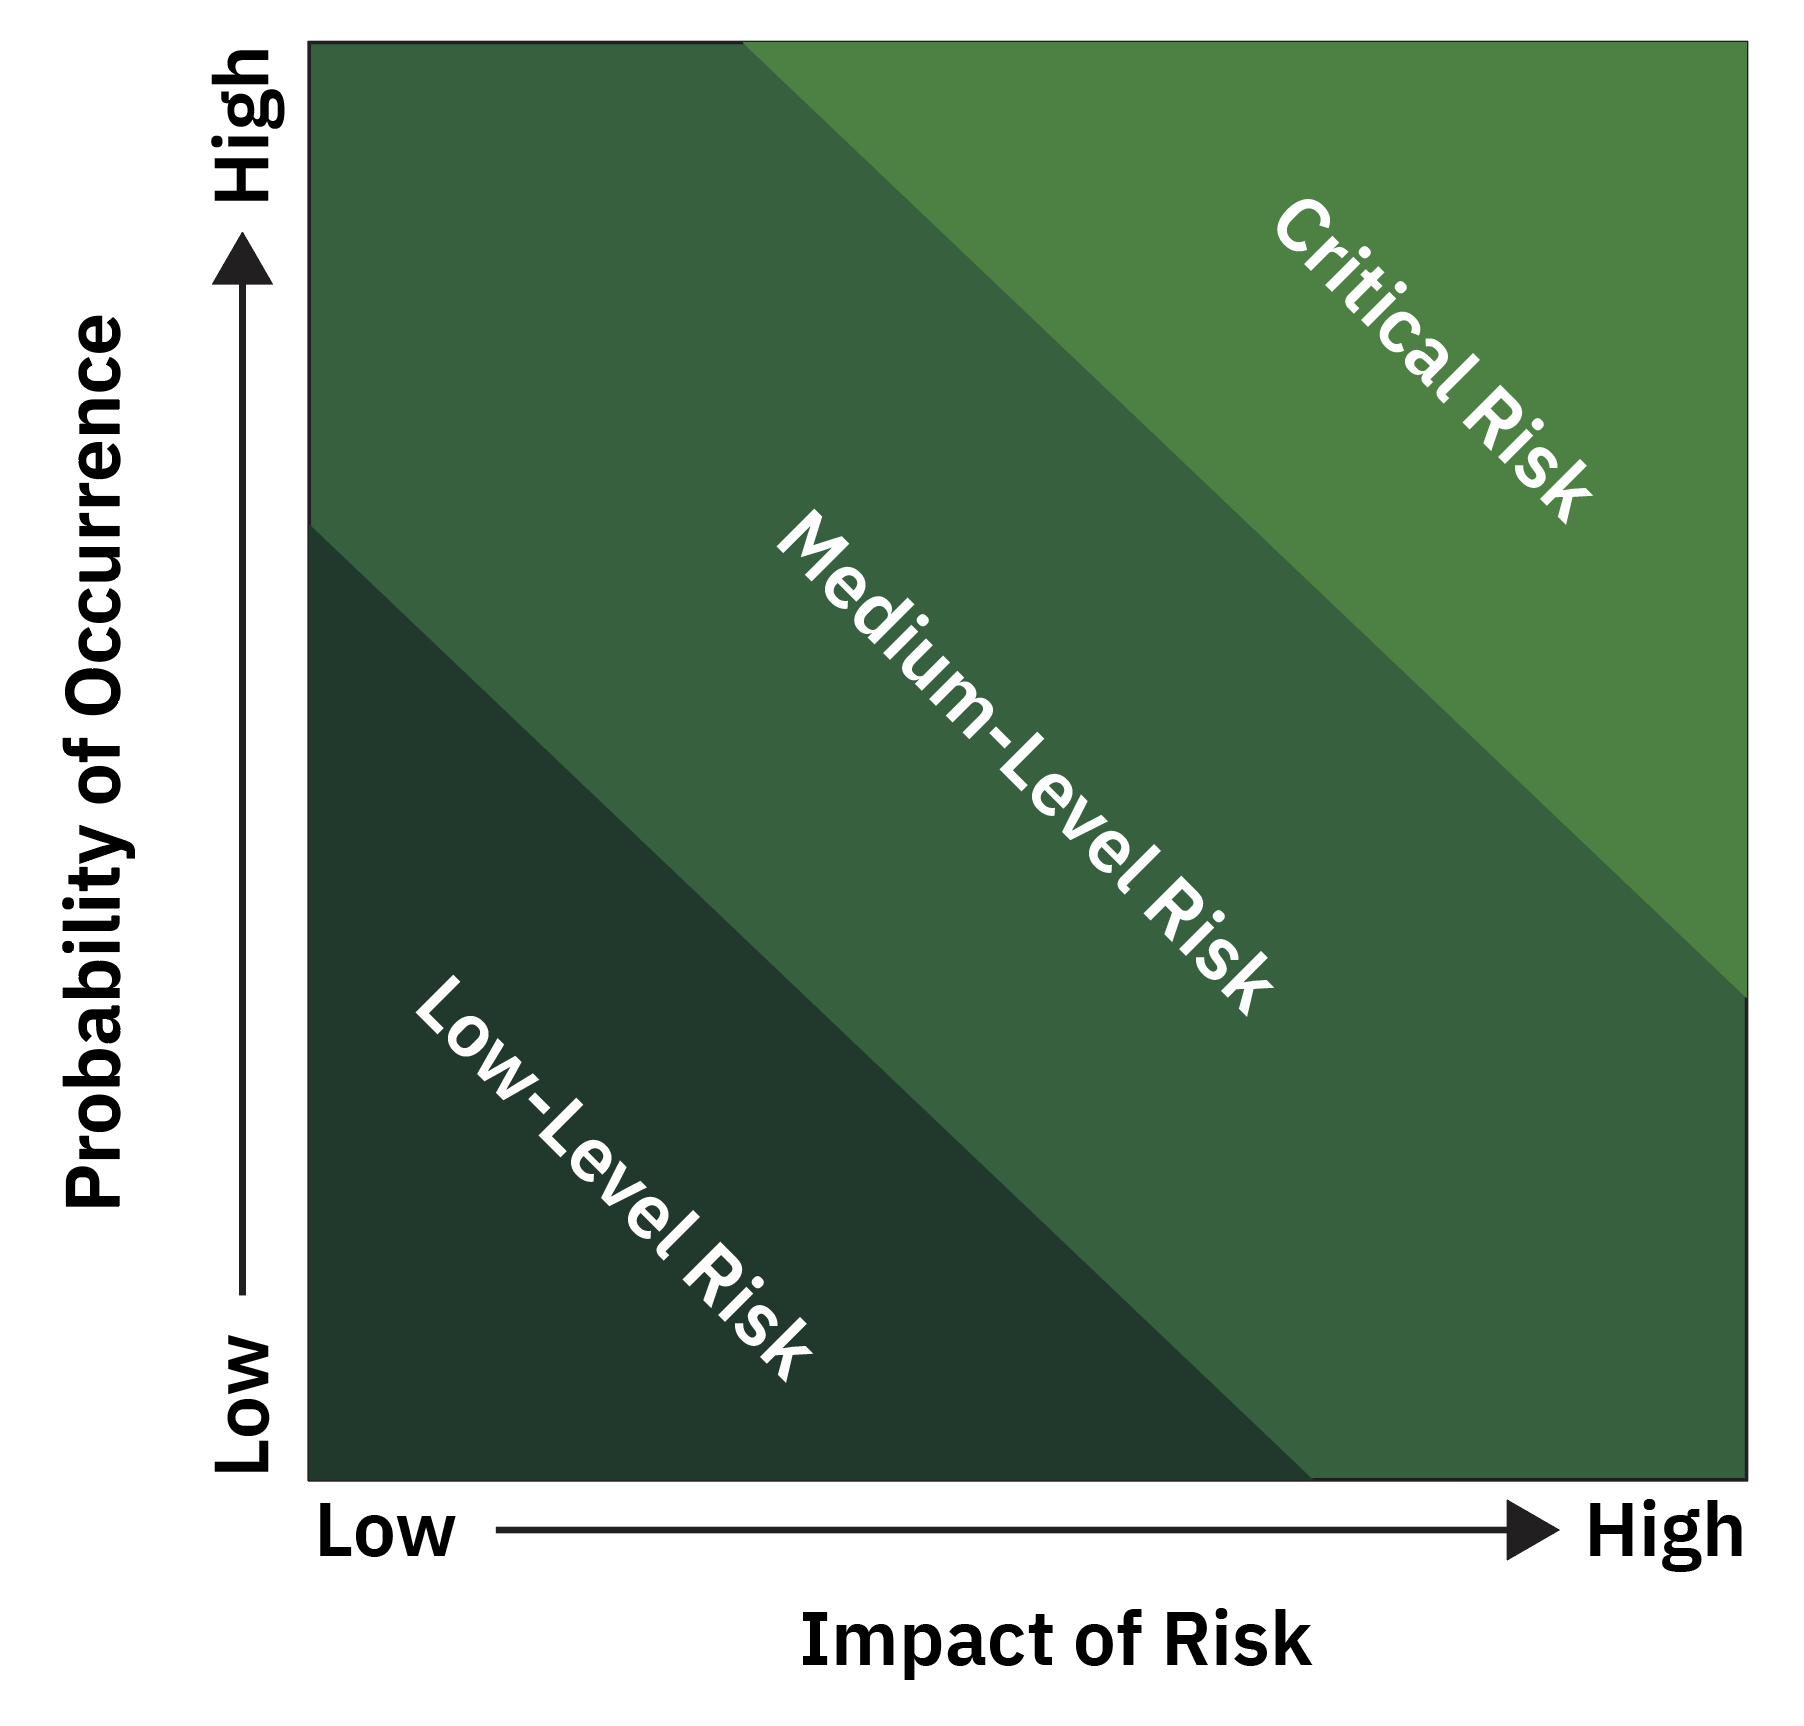 High
Probability of Occurrence
Low
Critical Risk
Medium-Level Risk
Low-Level Risk
Low
High
Impact of Risk